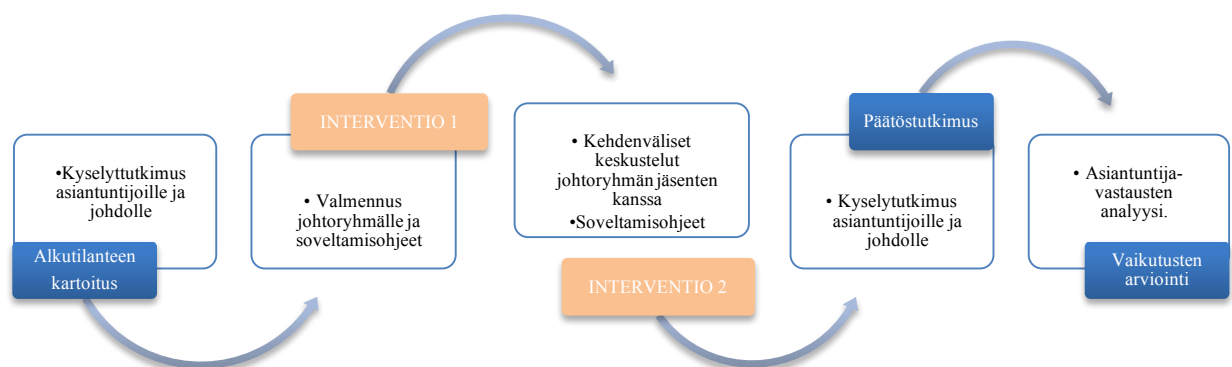 •Kyselyttutkimus
asiantuntijoille ja
johdolle
Alkutilanteen
kartoitus
INTERVENTIO 1
• Valmennus
johtoryhmälle ja
soveltamisohjeet
• Kehdenväliset
keskustelut
johtoryhmän jäsenten
kanssa
•Soveltamisohjeet
INTERVENTIO 2
Päätöstutkimus
• Kyselytutkimus
asiantuntijoille ja
johdolle
• Asiantuntija-
vastausten
analyysi.
Vaikutusten
arviointi